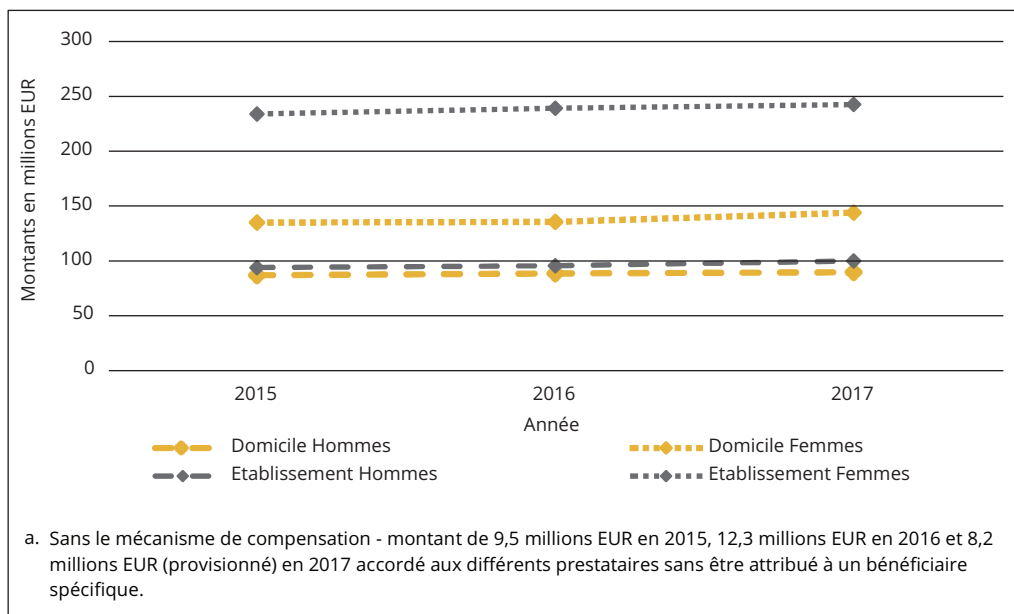 Montants en millions EUR
300
250
200
150
100
50
0
2015 2016 2017
Année
Domicile Hommes Domicile Femmes
Etablissement Hommes Etablissement Femmes
a. Sans le mécanisme de compensation - montant de 9,5 millions EUR en 2015, 12,3 millions EUR en 2016 et 8,2
millions EUR (provisionné) en 2017 accordé aux différents prestataires sans être attribué à un bénéficiaire
spécifique.